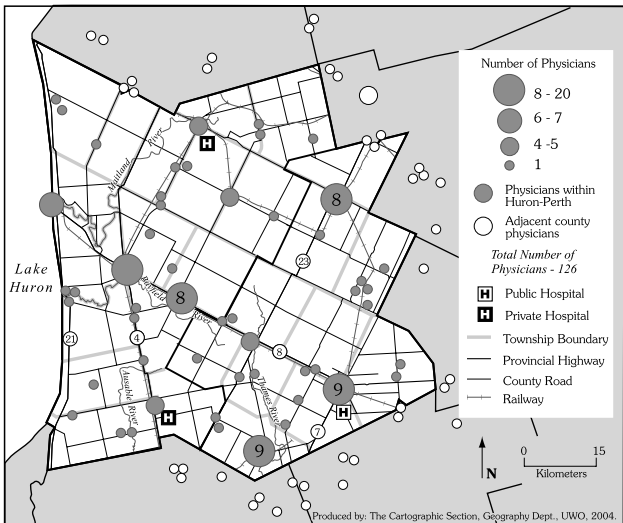 Number of Physicians
8 - 20
6 - 7
4 -5
1
Physicians within
Huron-Perth
Adjacent county
physicians
Total Number of
Physicians - 126
H Public Hospital
H Private Hospital
Township Boundary
Provincial Highway
County Road
Railway
0 15
Kilometers
N
Lake
Huron
Maitland
River
H
8
23
Bayfield
River
8
21
4
8
Ausable River
Thames River
9
H
H
7
9
Produced by: The Cartographic Section, Geography Dept., UWO, 2004.